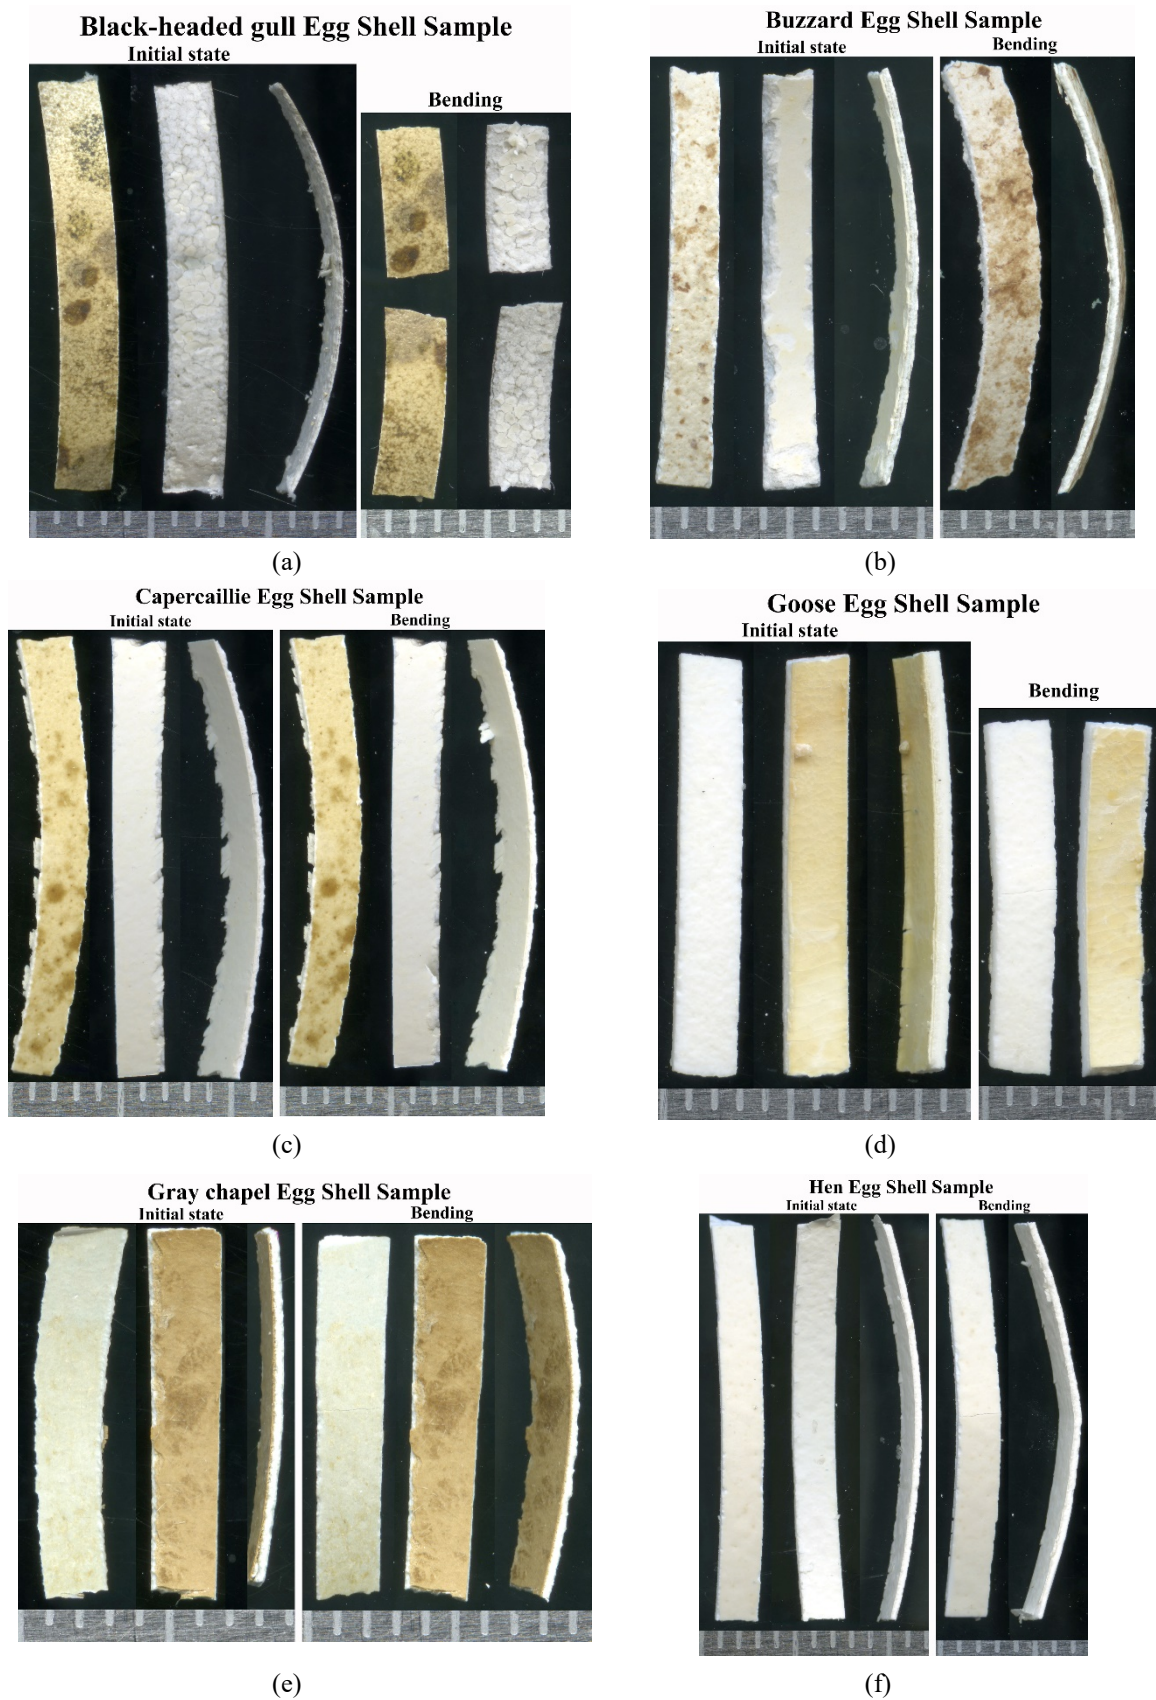 Black-headed gull Egg Shell Sample
Initial state
Bending
(a)
Buzzard Egg Shell Sample
Initial state
Bending
(b)
Capercaillie Egg Shell Sample
Initial state
Bending
(c)
Goose Egg Shell Sample
Initial state
Bending
(d)
Gray chapel Egg Shell Sample
Initial state
Bending
(e)
Hen Egg Shell Sample
Initial state
Bending
(f)